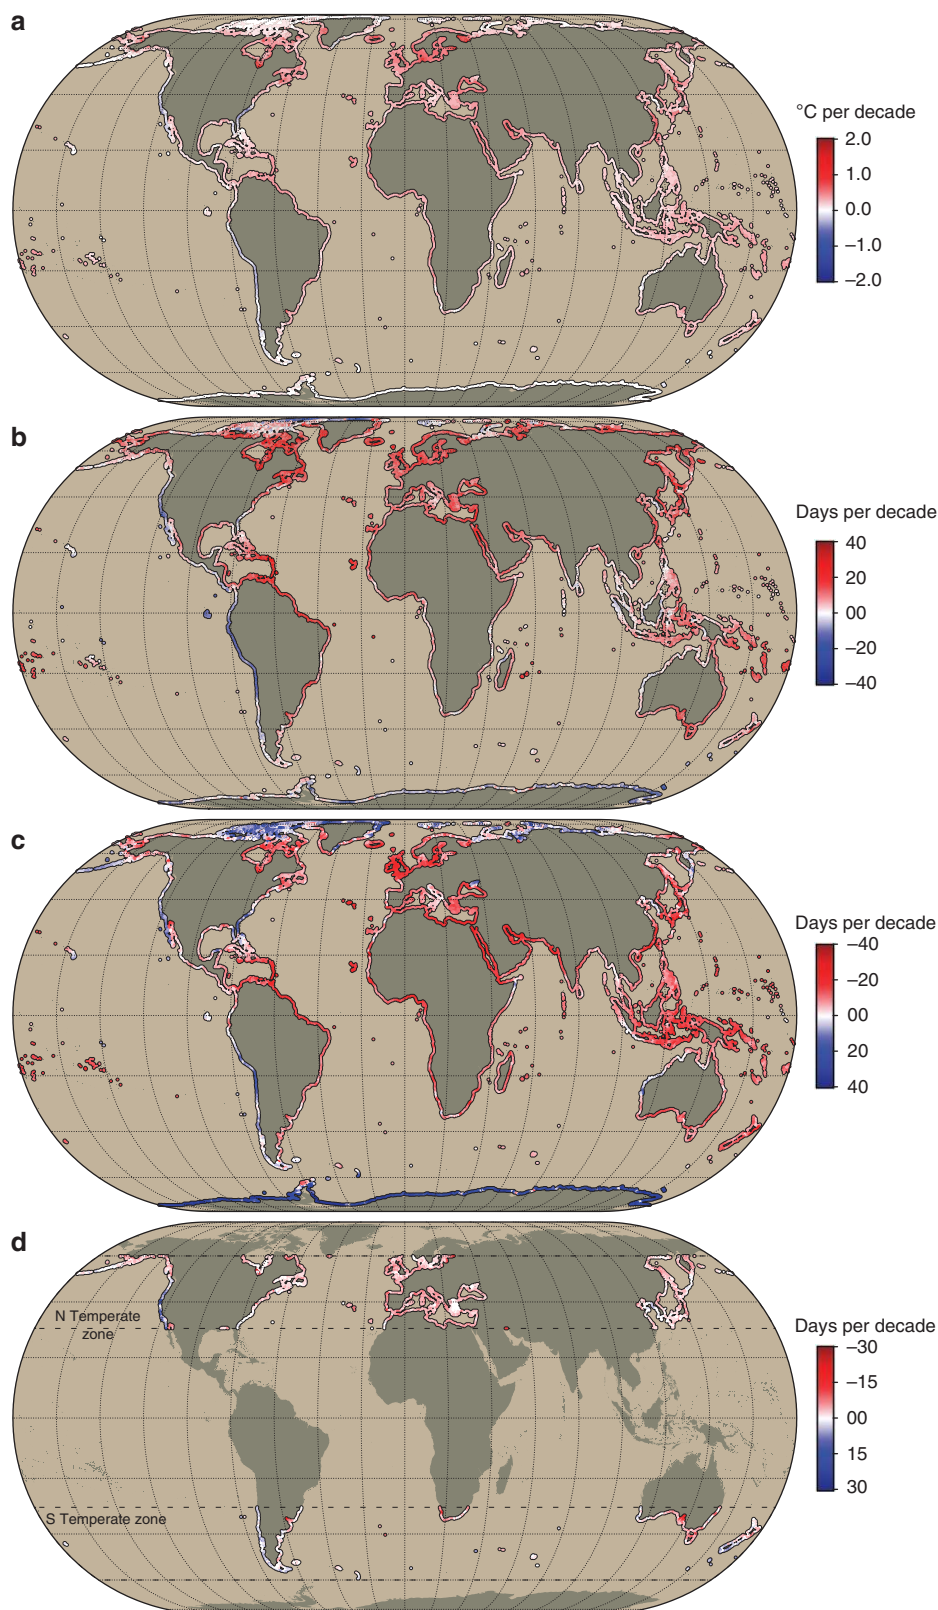 a
°C per decade
2.0
1.0
0.0
−1.0
−2.0
b
Days per decade
40
20
00
−20
−40
c
Days per decade
−40
−20
00
20
40
d
N Temperate
zone
S Temperate zone
Days per decade
−30
−15
00
15
30